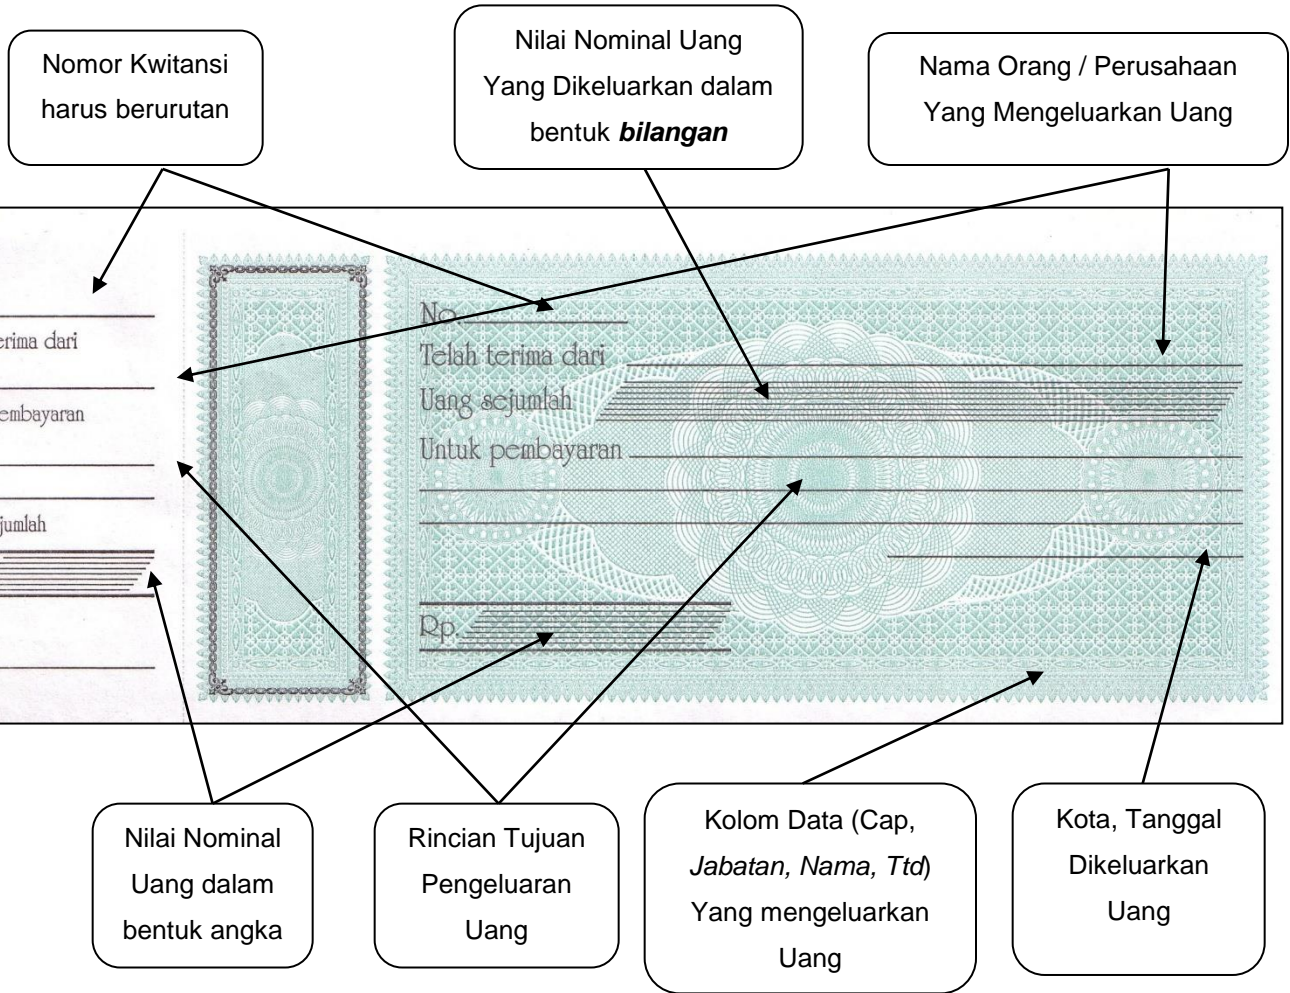 Nomor Kwitansi
harus berurutan
Nilai Nominal Uang
Yang Dikeluarkan dalam
bentuk bilangan
Nama Orang / Perusahaan
Yang Mengeluarkan Uang
erima dari
embayaran
jumlah
No.
Telah terima dari
Uang sejumlah
Untuk pembayaran
Rp.
Nilai Nominal
Uang dalam
bentuk angka
Rincian Tujuan
Pengeluaran
Uang
Kolom Data (Cap,
Jabatan, Nama, Ttd)
Yang mengeluarkan
Uang
Kota, Tanggal
Dikeluarkan
Uang